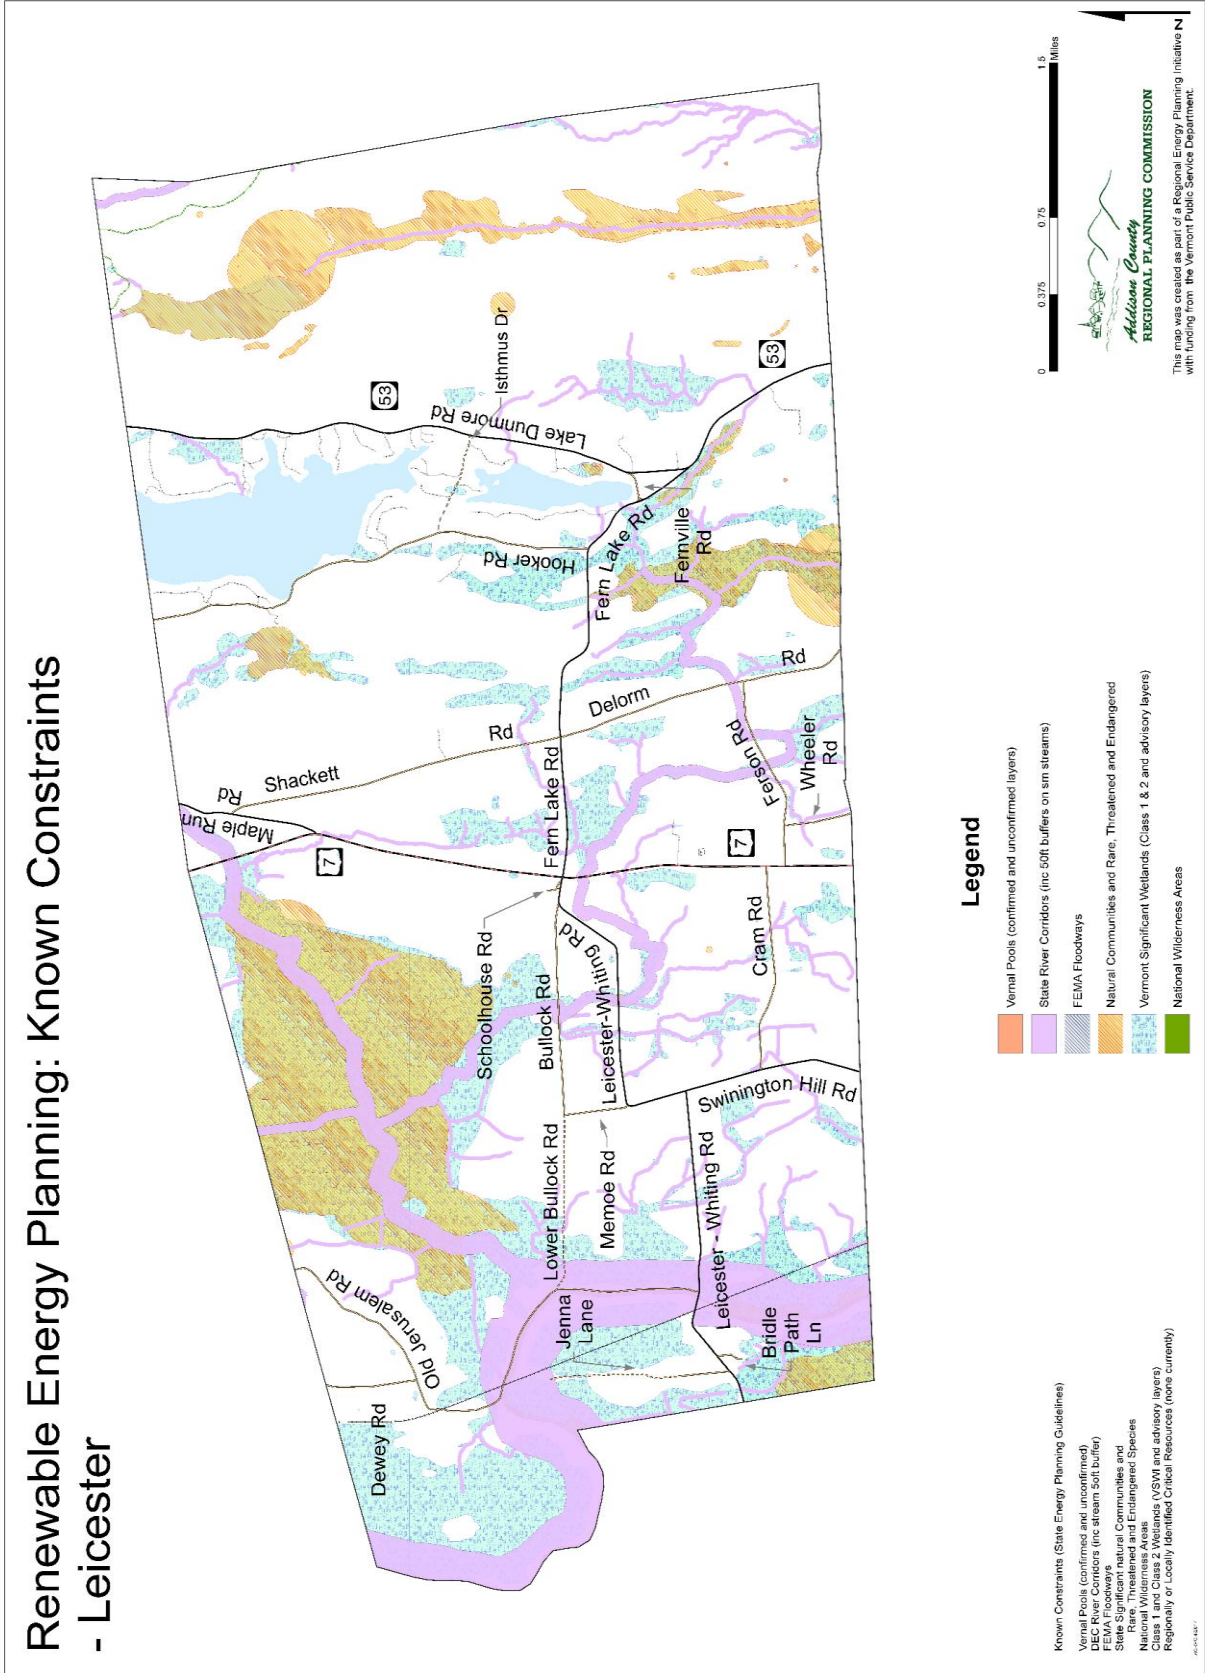 Renewable Energy Planning: Known Constraints
- Leicester
Dewey Rd
Old Jerusalem Rd
Jenna
Lane
Bridle
Path
Ln
Leicester - Whiting Rd
Lower Bullock Rd
Memoe Rd
Swinington Hill Rd
Schoolhouse Rd
Bullock Rd
Leicester-Whiting Rd
Cram Rd
7
7
Maple Run
Rd
Shackett
Rd
Fern Lake Rd
Delorm
Rd
Ferson Rd
Wheeler
Rd
Hooker Rd
Fern Lake Rd
Fernville
Rd
53
Lake Dunmore Rd
Isthmus Dr
53
Known Constraints (State Energy Planning Guidelines)
Vernal Pools (confirmed and unconfirmed)
DEC River Corridors (inc stream 5oft buffer)
FEMA Floodways
State Significant natural Communities and
Rare, Threatened and Endangered Species
National Wilderness Areas
Class 1 and Class 2 Wetlands (VSWI and advisory layers)
Regionally or Locally Identified Critical Resources (none currently)
Legend
Vernal Pools (confirmed and unconfirmed layers)
State River Corridors (inc 50ft buffers on sm streams)
FEMA Floodways
Natural Communities and Rare, Threatened and Endangered
Vermont Significant Wetlands (Class 1 & 2 and advisory layers)
National Wilderness Areas
0 0.375 0.75 1.5
Miles
Addison County
REGIONAL PLANNING COMMISSION
This map was created as part of a Regional Energy Planning Initiative
with funding from the Vermont Public Service Department.
N